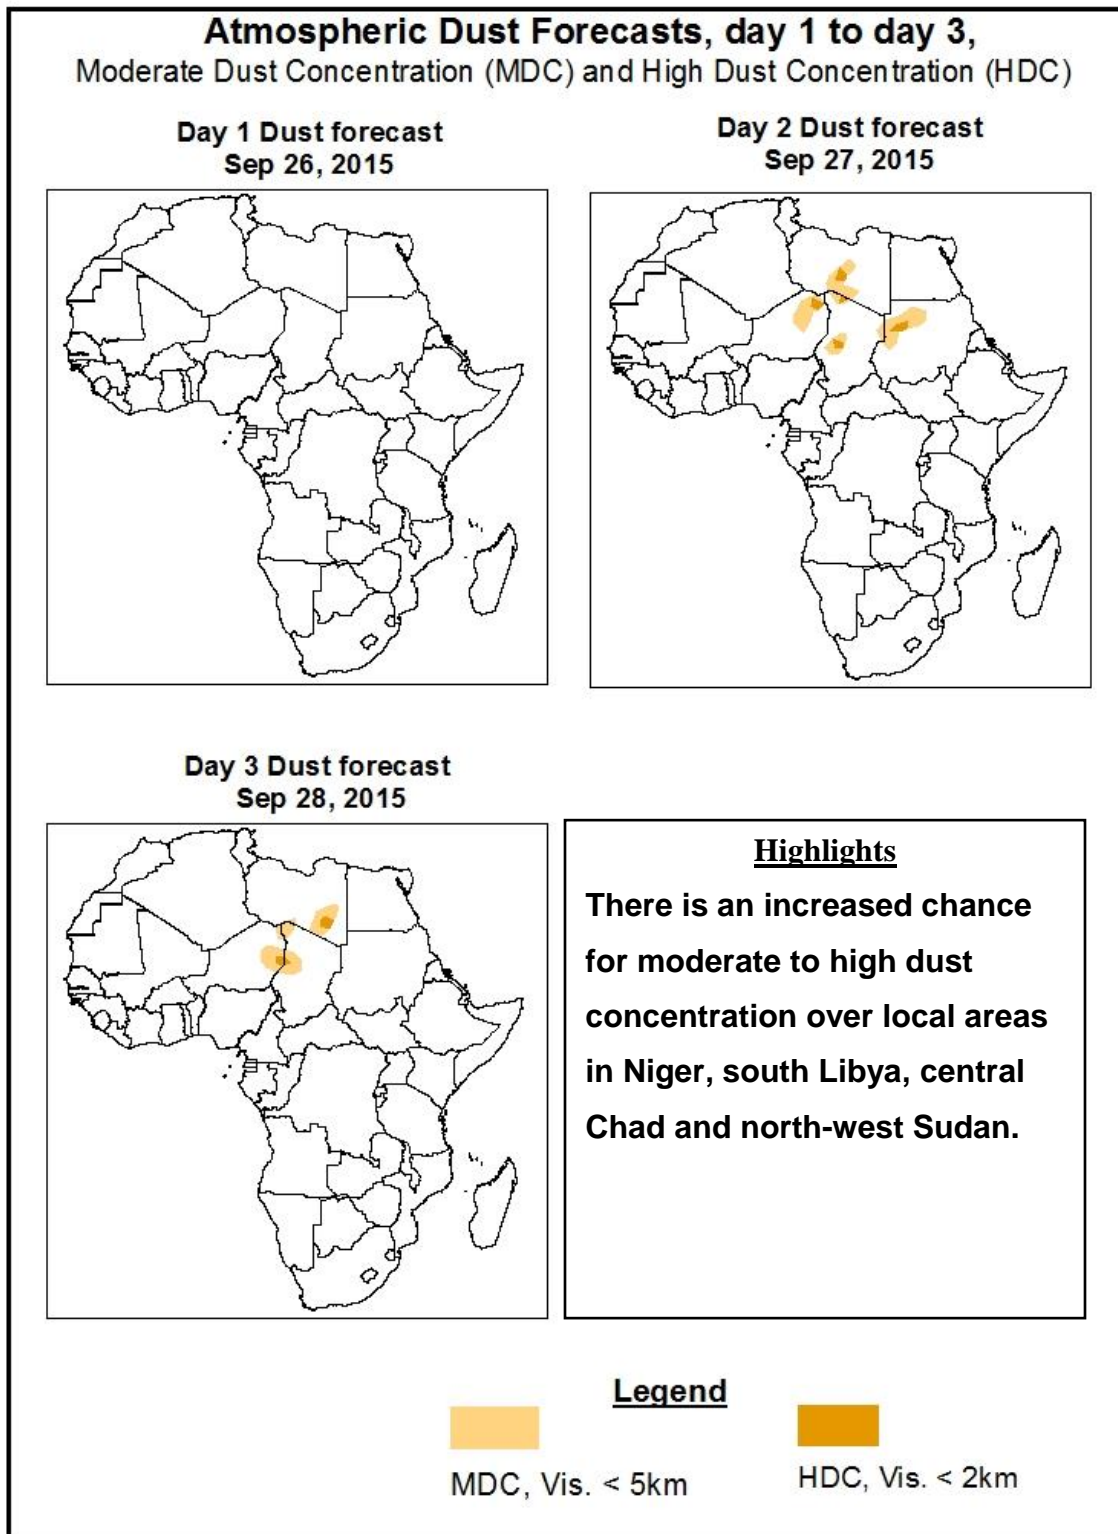 Atmospheric Dust Forecasts, day 1 to day 3,
Moderate Dust Concentration (MDC) and High Dust Concentration (HDC)
Day 1 Dust forecast
Sep 26, 2015
Day 2 Dust forecast
Sep 27, 2015
Day 3 Dust forecast
Sep 28, 2015
Highlights
There is an increased chance
for moderate to high dust
concentration over local areas
in Niger, south Libya, central
Chad and north-west Sudan.
Legend
MDC, Vis. < 5km
HDC, Vis. < 2km